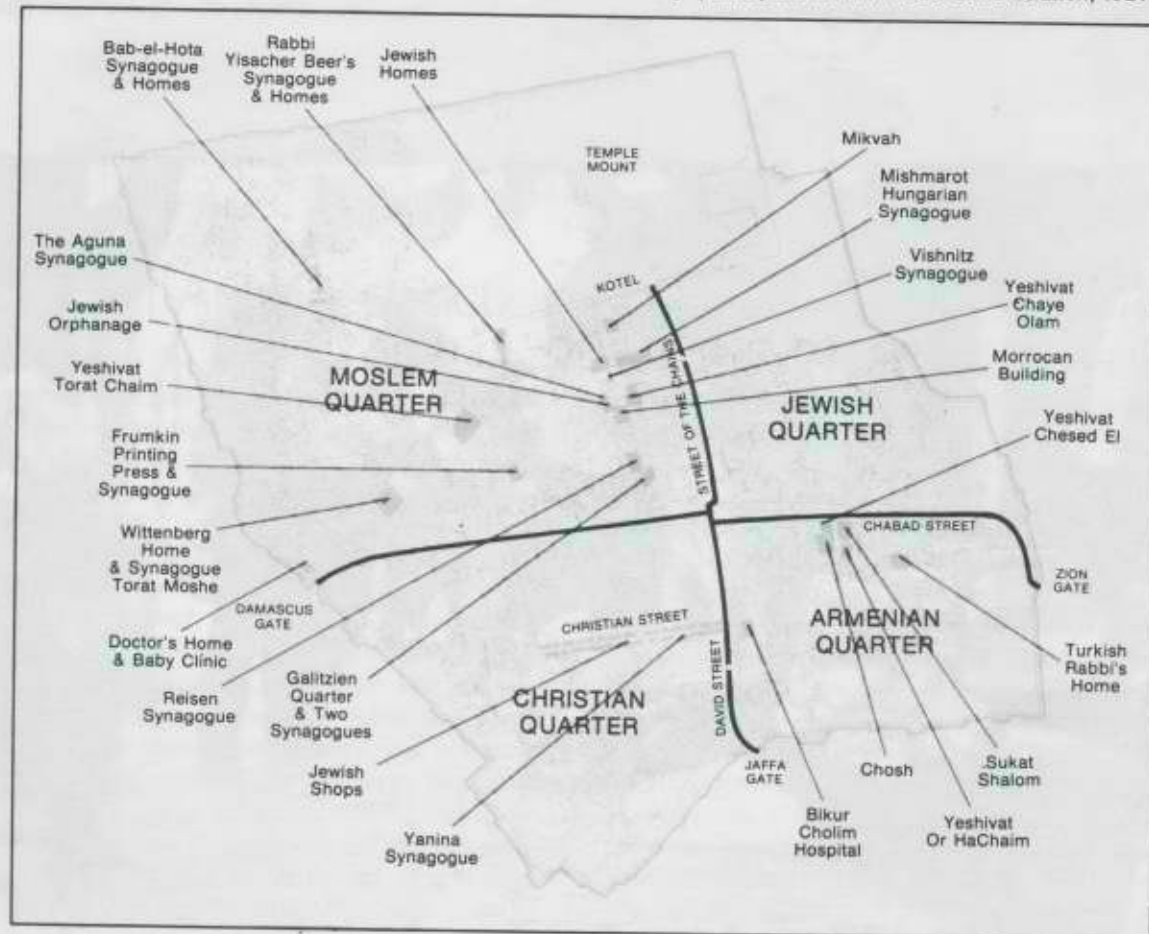 Bab-el-Hota
Synagogue
& Homes
Rabbi
Yisacher Beer's
Synagogue
& Homes
Jewish
Homes
TEMPLE
MOUNT
Mikvah
Mishmarot
Hungarian
Synagogue
The Aguna
Synagogue
Vishnitz
Synagogue
KOTEL
Yeshivat
Chaye
Olam
Jewish
Orphanage
Morrocan
Building
Yeshivat
Torat Chaim
MOSLEM
QUARTER
STREET OF THE CHAINS
JEWISH
QUARTER
Yeshivat
Chesed El
Frumkin
Printing
Press &
Synagogue
CHABAD STREET
Wittenberg
Home
& Synagogue
Torat Moshe
ZION
GATE
DAMASCUS
GATE
CHRISTIAN STREET
ARMENIAN
QUARTER
Doctor's Home
& Baby Clinic
Turkish
Rabbi's
Home
Reisen
Synagogue
Galitzien
Quarter
& Two
Synagogues
CHRISTIAN
QUARTER
DAVID STREET
JAFFA
GATE
Chosh
.Sukat
Shalom
Jewish
Shops
Yanina
Synagogue
Bikur
Cholim
Hospital
Yeshivat
Or HaChaim